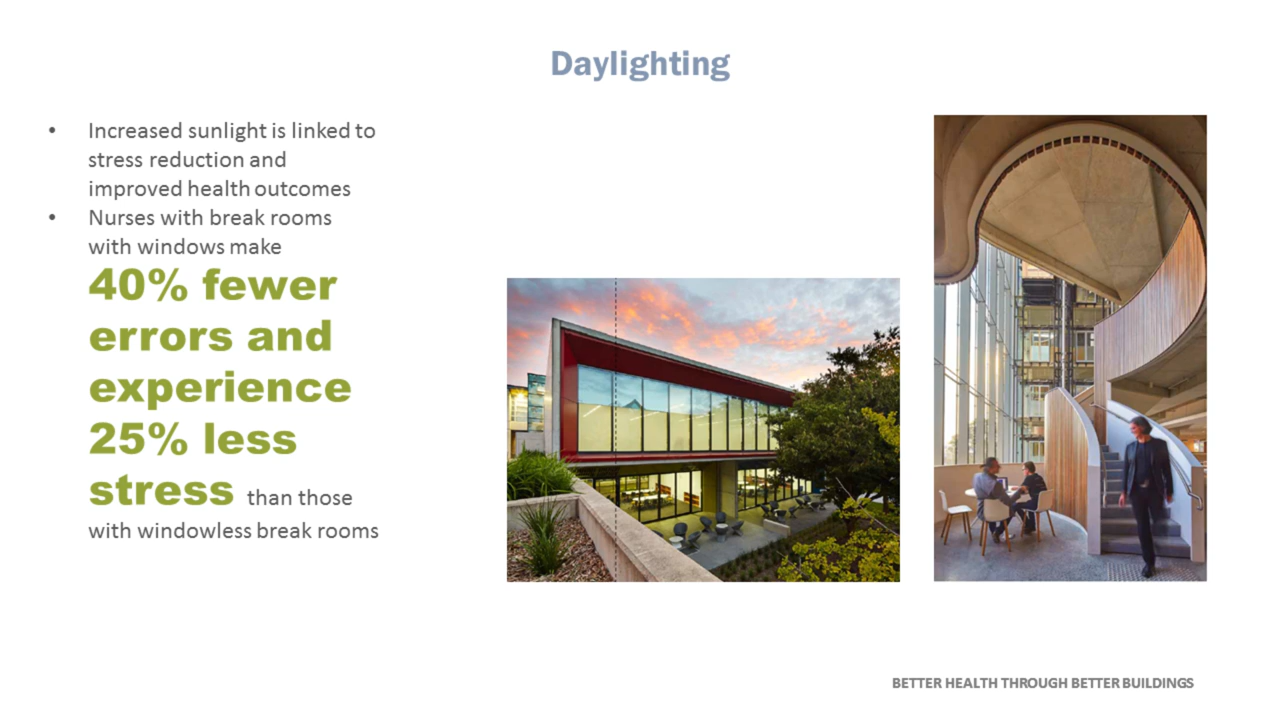 Daylighting
• Increased sunlight is linked to
stress reduction and
improved health outcomes
• Nurses with break rooms
with windows make
40% fewer
errors and
experience
25% less
stress than those
with windowless break rooms
BETTER HEALTH THROUGH BETTER BUILDINGS